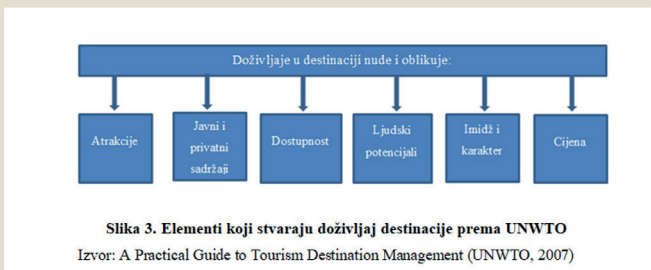 Doživljaje u destinaciji nude i oblikuje:
Atrakcije
Javni i
privatni
sadržaji
Dostupnost
Ljudski
potencijali
Imidž i
karakter
Cijena
Slika 3. Elementi koji stvaraju doživljaj destinacije prema UNWTO
Izvor: A Practical Guide to Tourism Destination Management (UNWTO, 2007)